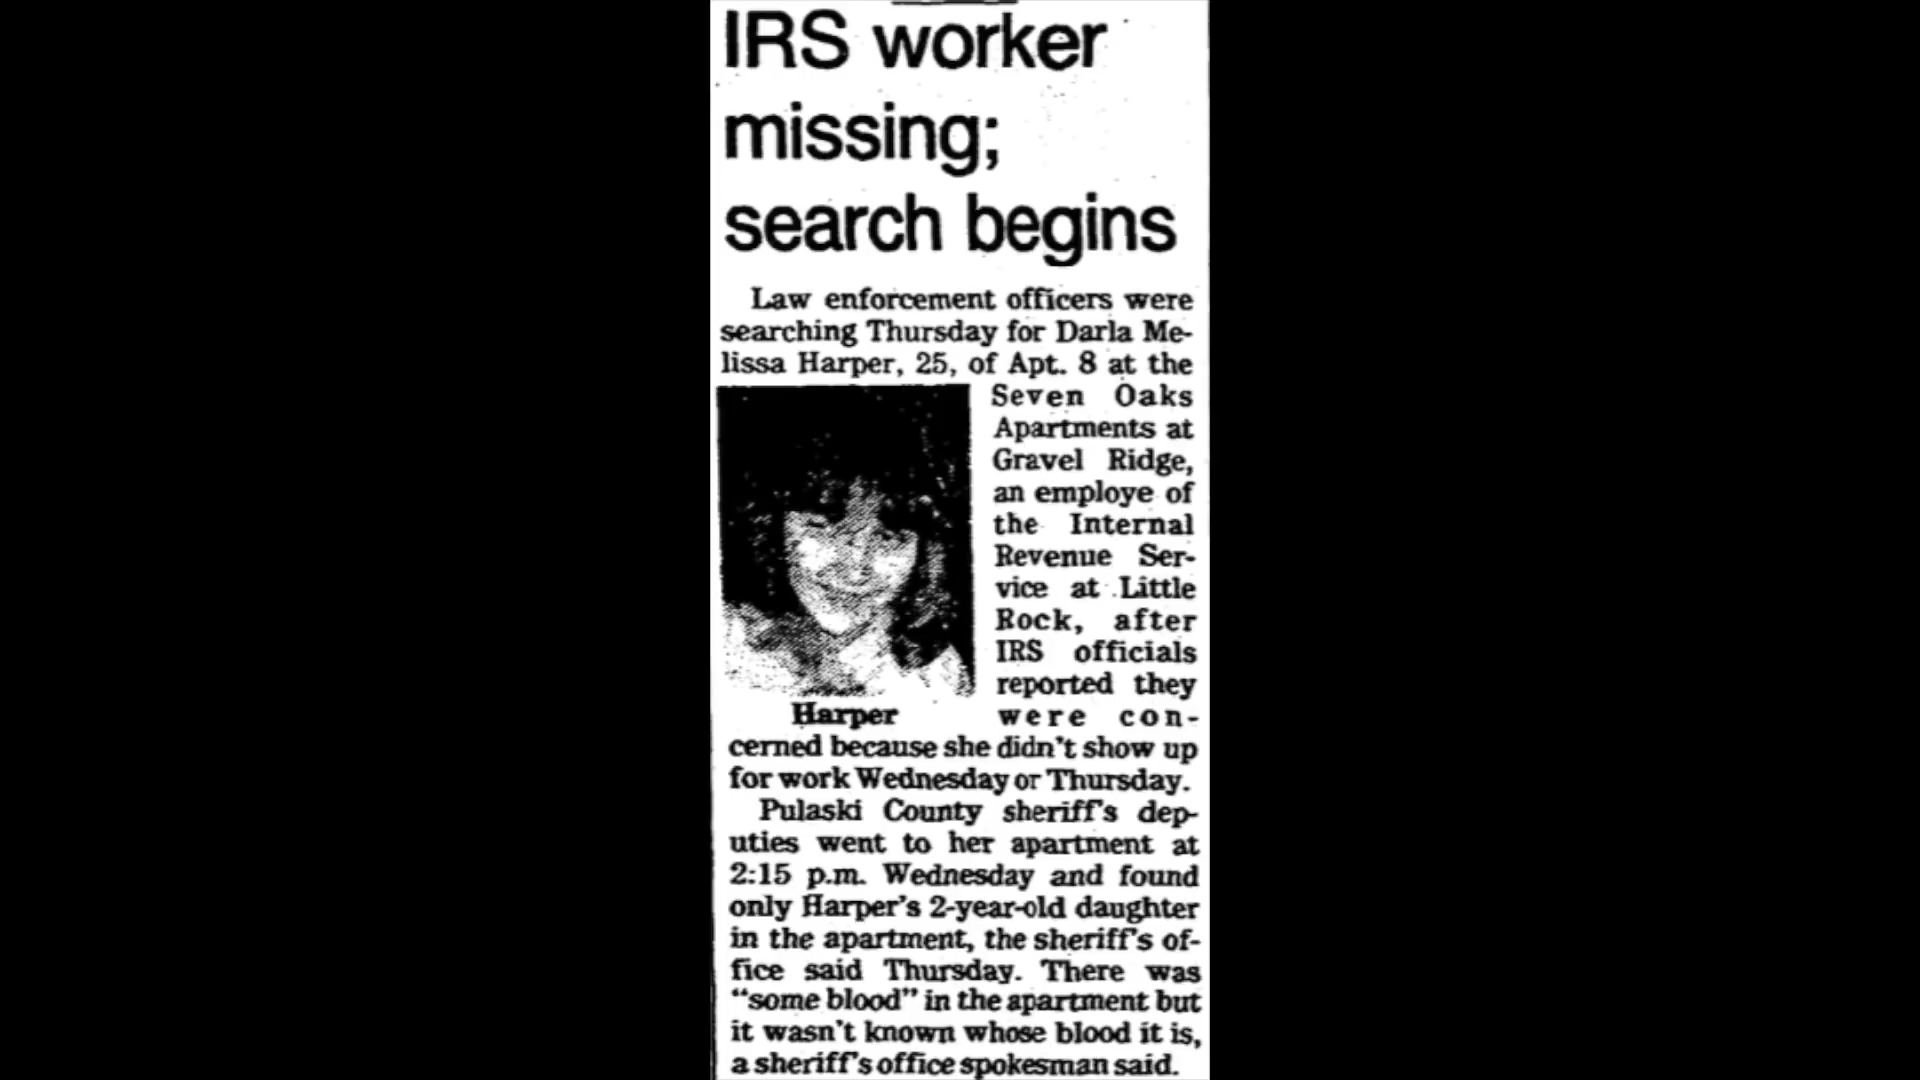 IRS worker
missing;
search begins
Law enforcement officers were
searching Thursday for Darla Me-
lissa Harper, 25, of Apt. 8 at the
Seven Oaks
Apartments at
Gravel Ridge,
an employe of
the Internal
Revenue Ser-
vice at Little
Rock, after
IRS officials
reported they
were con-
Harper
cerned because she didn't show up
for work Wednesday or Thursday.
Pulaski County sheriff's dep-
uties went to her apartment at
2:15 p.m. Wednesday and found
only Harper's 2-year-old daughter
in the apartment, the sheriff's of-
fice said Thursday. There was
"some blood" in the apartment but
it wasn't known whose blood it is,
a sheriff's office spokesman said.